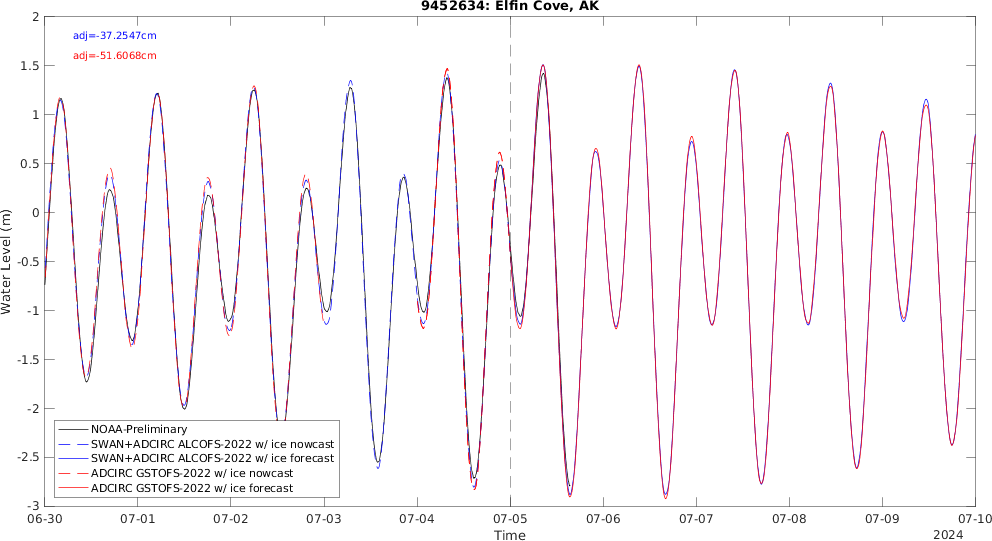 9452634: Elfin Cove, AK
adj=-37.2547cm
adj=-51.6068cm
Water Level (m)
2
1.5
1
0.5
0
-0.5
-1
-1.5
-2
-2.5
-3
NOAA-Preliminary
SWAN+ADCIRC ALCOFS-2022 w/ ice nowcast
SWAN+ADCIRC ALCOFS-2022 w/ ice forecast
ADCIRC GSTOFS-2022 w/ ice nowcast
ADCIRC GSTOFS-2022 w/ ice forecast
06-30 07-01 07-02 07-03 07-04 07-05 07-06 07-07 07-08 07-09 07-10
Time
2024